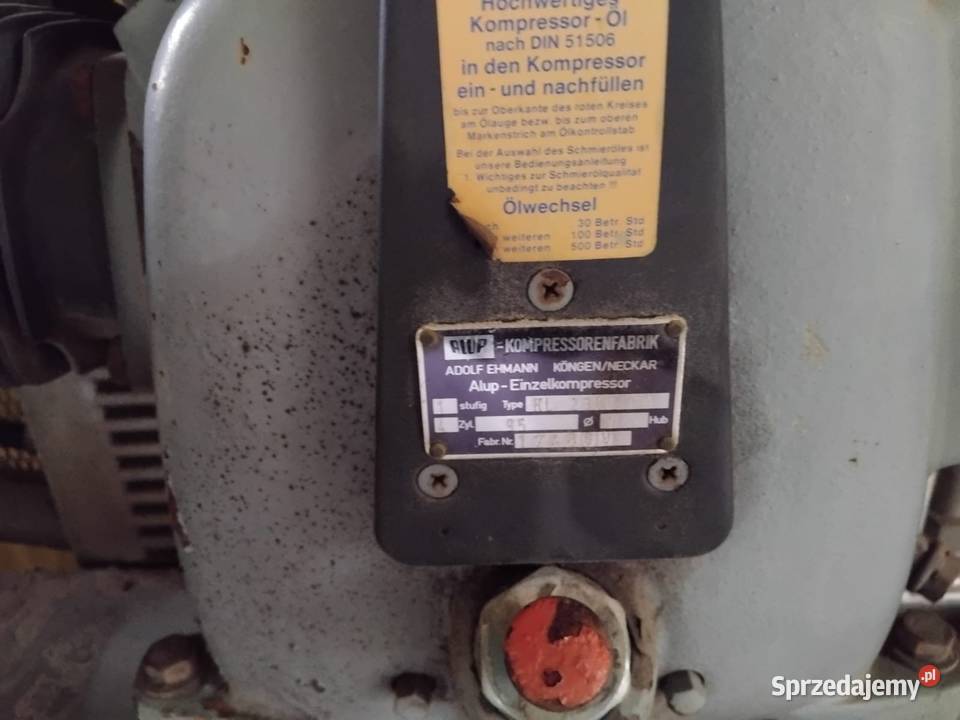 Hochwertiges
Kompressor - Öl
nach DIN 51506
in den Kompressor
ein - und nachfüllen
bis zur Oberkante des roten Kreises
am Ölauge bezw. bis zum oberen
Markenstrich am Ölkontrollstab
Bei der Auswahl des Schmieröles ist
unsere Bedienungsanleitung
1. Wichtiges zur Schmierölqualität
unbedingt zu beachten !!!
Ölwechsel
30 Betr. Std
weiteren 100 Betr. Std
weiteren 500 Betr. Std
ALUP -KOMPRESSORENFABRIK
ADOLF EHMANN KÖNGEN/NECKAR
Alup - Einzelkompressor
1 stufig Type
Zyl. 95 Ø Hub
Fabr. Nr.
Sprzedajemy.pl